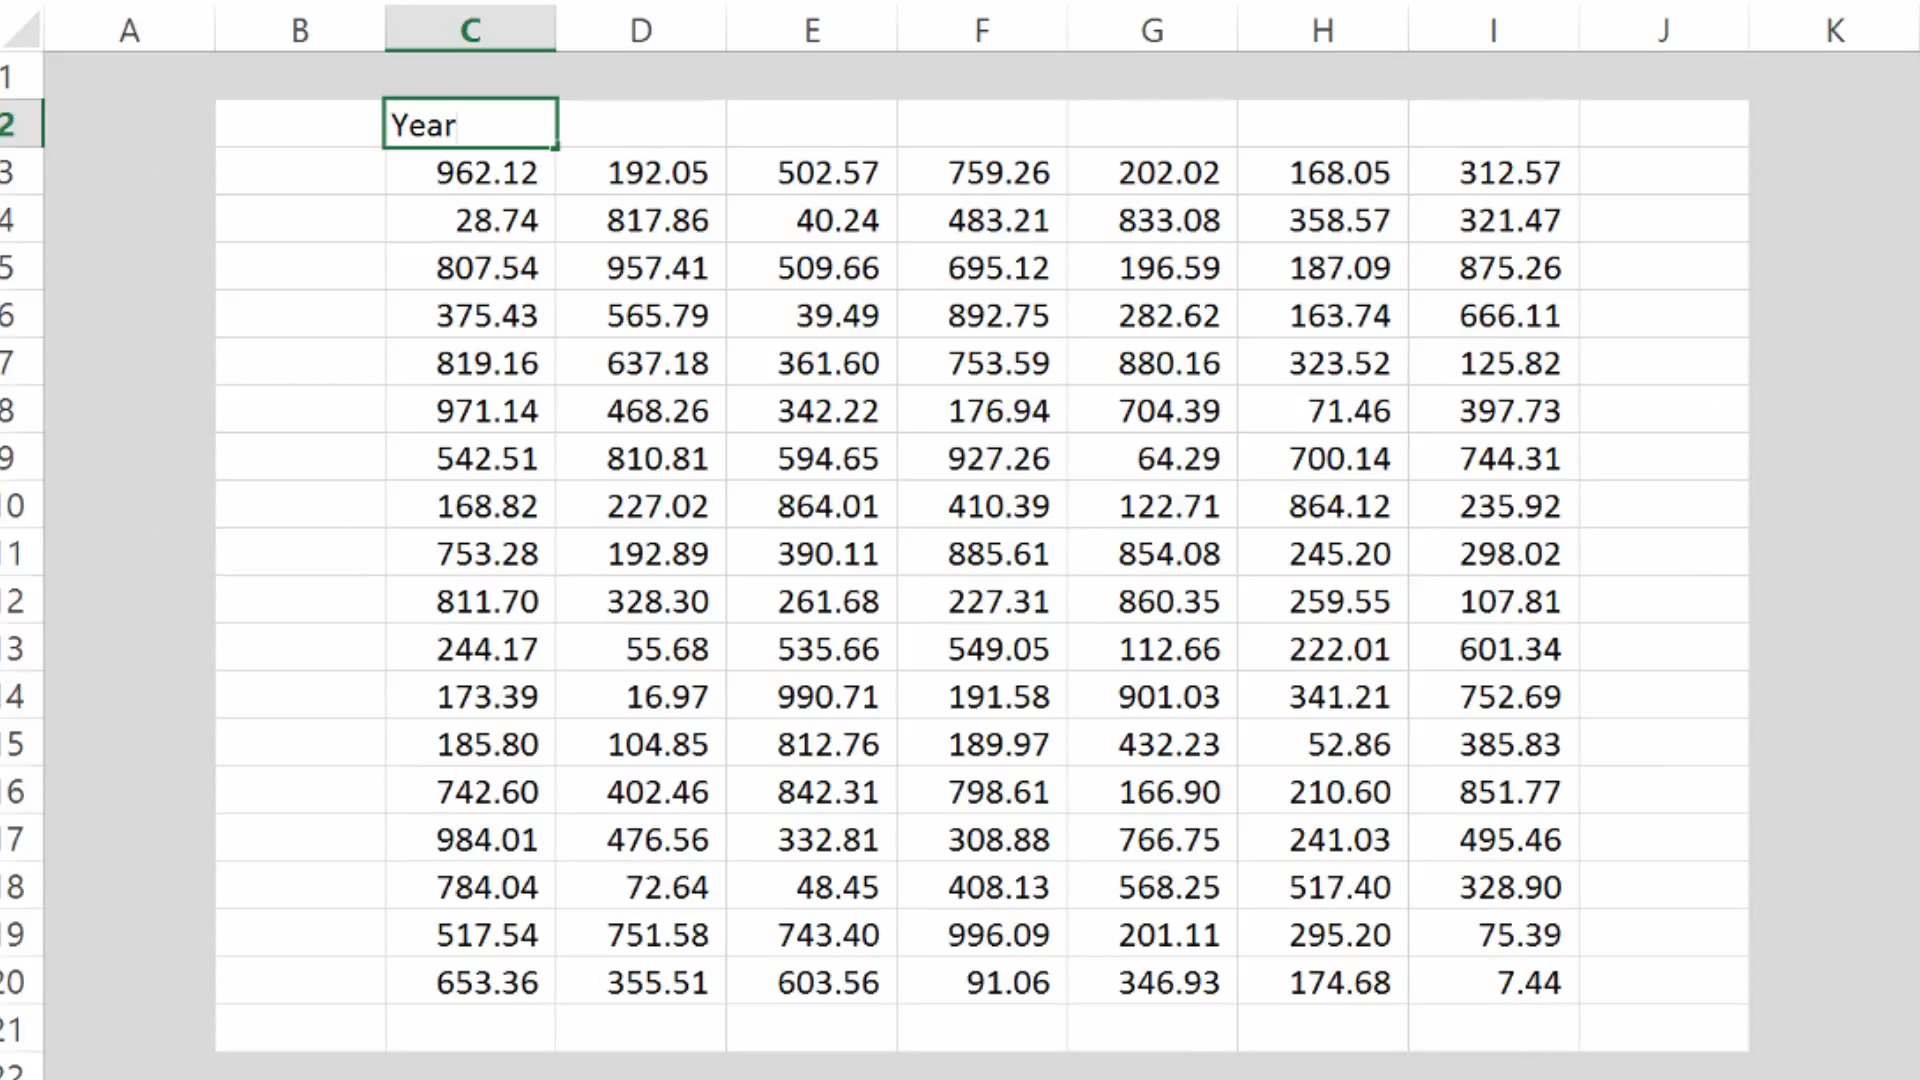 A B C D E F G H I J K
1
2 Year
3 962.12 192.05 502.57 759.26 202.02 168.05 312.57
4 28.74 817.86 40.24 483.21 833.08 358.57 321.47
5 807.54 957.41 509.66 695.12 196.59 187.09 875.26
6 375.43 565.79 39.49 892.75 282.62 163.74 666.11
7 819.16 637.18 361.60 753.59 880.16 323.52 125.82
8 971.14 468.26 342.22 176.94 704.39 71.46 397.73
9 542.51 810.81 594.65 927.26 64.29 700.14 744.31
10 168.82 227.02 864.01 410.39 122.71 864.12 235.92
11 753.28 192.89 390.11 885.61 854.08 245.20 298.02
12 811.70 328.30 261.68 227.31 860.35 259.55 107.81
13 244.17 55.68 535.66 549.05 112.66 222.01 601.34
14 173.39 16.97 990.71 191.58 901.03 341.21 752.69
15 185.80 104.85 812.76 189.97 432.23 52.86 385.83
16 742.60 402.46 842.31 798.61 166.90 210.60 851.77
17 984.01 476.56 332.81 308.88 766.75 241.03 495.46
18 784.04 72.64 48.45 408.13 568.25 517.40 328.90
19 517.54 751.58 743.40 996.09 201.11 295.20 75.39
20 653.36 355.51 603.56 91.06 346.93 174.68 7.44
21
22